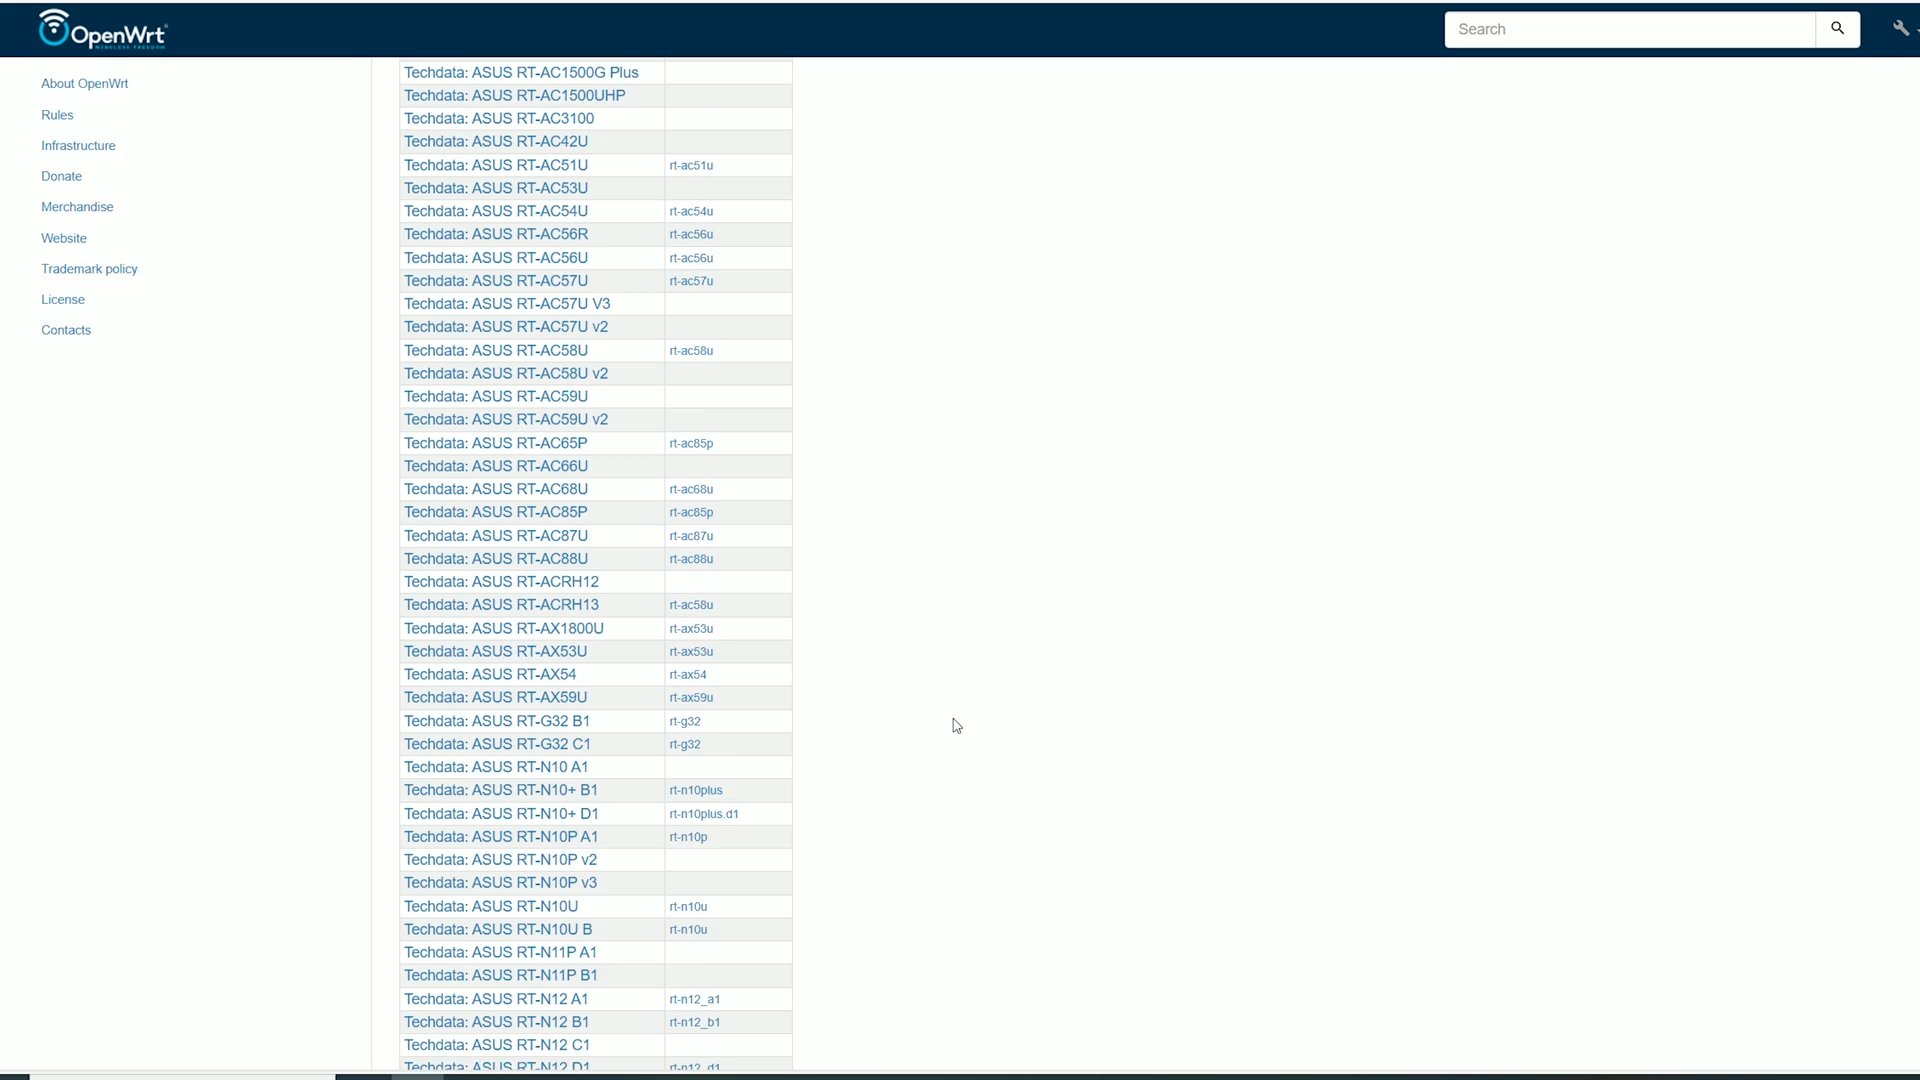 OpenWrt
WIRELESS FREEDOM
Search
About OpenWrt
Rules
Infrastructure
Donate
Merchandise
Website
Trademark policy
License
Contacts
Techdata: ASUS RT-AC1500G Plus
Techdata: ASUS RT-AC1500UHP
Techdata: ASUS RT-AC3100
Techdata: ASUS RT-AC42U
Techdata: ASUS RT-AC51U rt-ac51u
Techdata: ASUS RT-AC53U
Techdata: ASUS RT-AC54U rt-ac54u
Techdata: ASUS RT-AC56R rt-ac56u
Techdata: ASUS RT-AC56U rt-ac56u
Techdata: ASUS RT-AC57U rt-ac57u
Techdata: ASUS RT-AC57U V3
Techdata: ASUS RT-AC57U v2
Techdata: ASUS RT-AC58U rt-ac58u
Techdata: ASUS RT-AC58U v2
Techdata: ASUS RT-AC59U
Techdata: ASUS RT-AC59U v2
Techdata: ASUS RT-AC65P rt-ac85p
Techdata: ASUS RT-AC66U
Techdata: ASUS RT-AC68U rt-ac68u
Techdata: ASUS RT-AC85P rt-ac85p
Techdata: ASUS RT-AC87U rt-ac87u
Techdata: ASUS RT-AC88U rt-ac88u
Techdata: ASUS RT-ACRH12
Techdata: ASUS RT-ACRH13 rt-ac58u
Techdata: ASUS RT-AX1800U rt-ax53u
Techdata: ASUS RT-AX53U rt-ax53u
Techdata: ASUS RT-AX54 rt-ax54
Techdata: ASUS RT-AX59U rt-ax59u
Techdata: ASUS RT-G32 B1 rt-g32
Techdata: ASUS RT-G32 C1 rt-g32
Techdata: ASUS RT-N10 A1
Techdata: ASUS RT-N10+ B1 rt-n10plus
Techdata: ASUS RT-N10+ D1 rt-n10plus.d1
Techdata: ASUS RT-N10P A1 rt-n10p
Techdata: ASUS RT-N10P v2
Techdata: ASUS RT-N10P v3
Techdata: ASUS RT-N10U rt-n10u
Techdata: ASUS RT-N10U B rt-n10u
Techdata: ASUS RT-N11P A1
Techdata: ASUS RT-N11P B1
Techdata: ASUS RT-N12 A1 rt-n12_a1
Techdata: ASUS RT-N12 B1 rt-n12_b1
Techdata: ASUS RT-N12 C1
Techdata: ASUS RT-N12 D1 rt-n12_d1